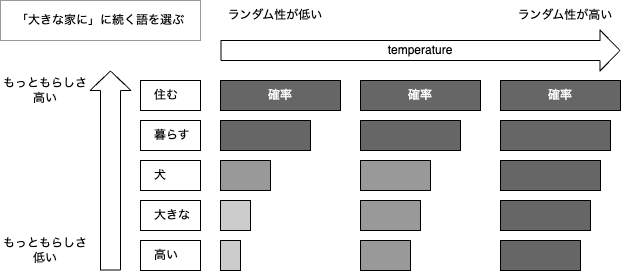 「大きな家に」に続く語を選ぶ
ランダム性が低い
ランダム性が高い
temperature
もっともらしさ
高い
住む
確率
確率
確率
暮らす
犬
大きな
もっともらしさ
低い
高い